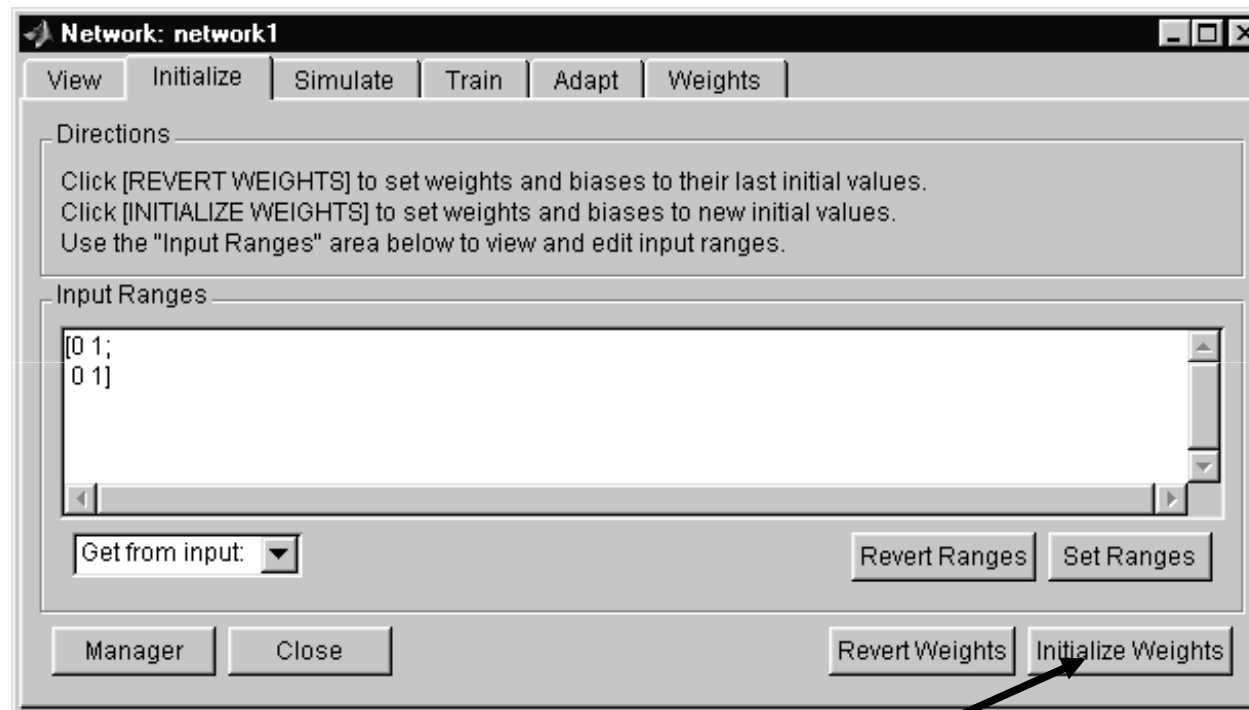 Network: network1
View Initialize Simulate Train Adapt Weights
Directions
Click [REVERT WEIGHTS] to set weights and biases to their last initial values.
Click [INITIALIZE WEIGHTS] to set weights and biases to new initial values.
Use the "Input Ranges" area below to view and edit input ranges.
Input Ranges
[0 1;
0 1]
Get from input:
Revert Ranges Set Ranges
Manager Close Revert Weights Initialize Weights